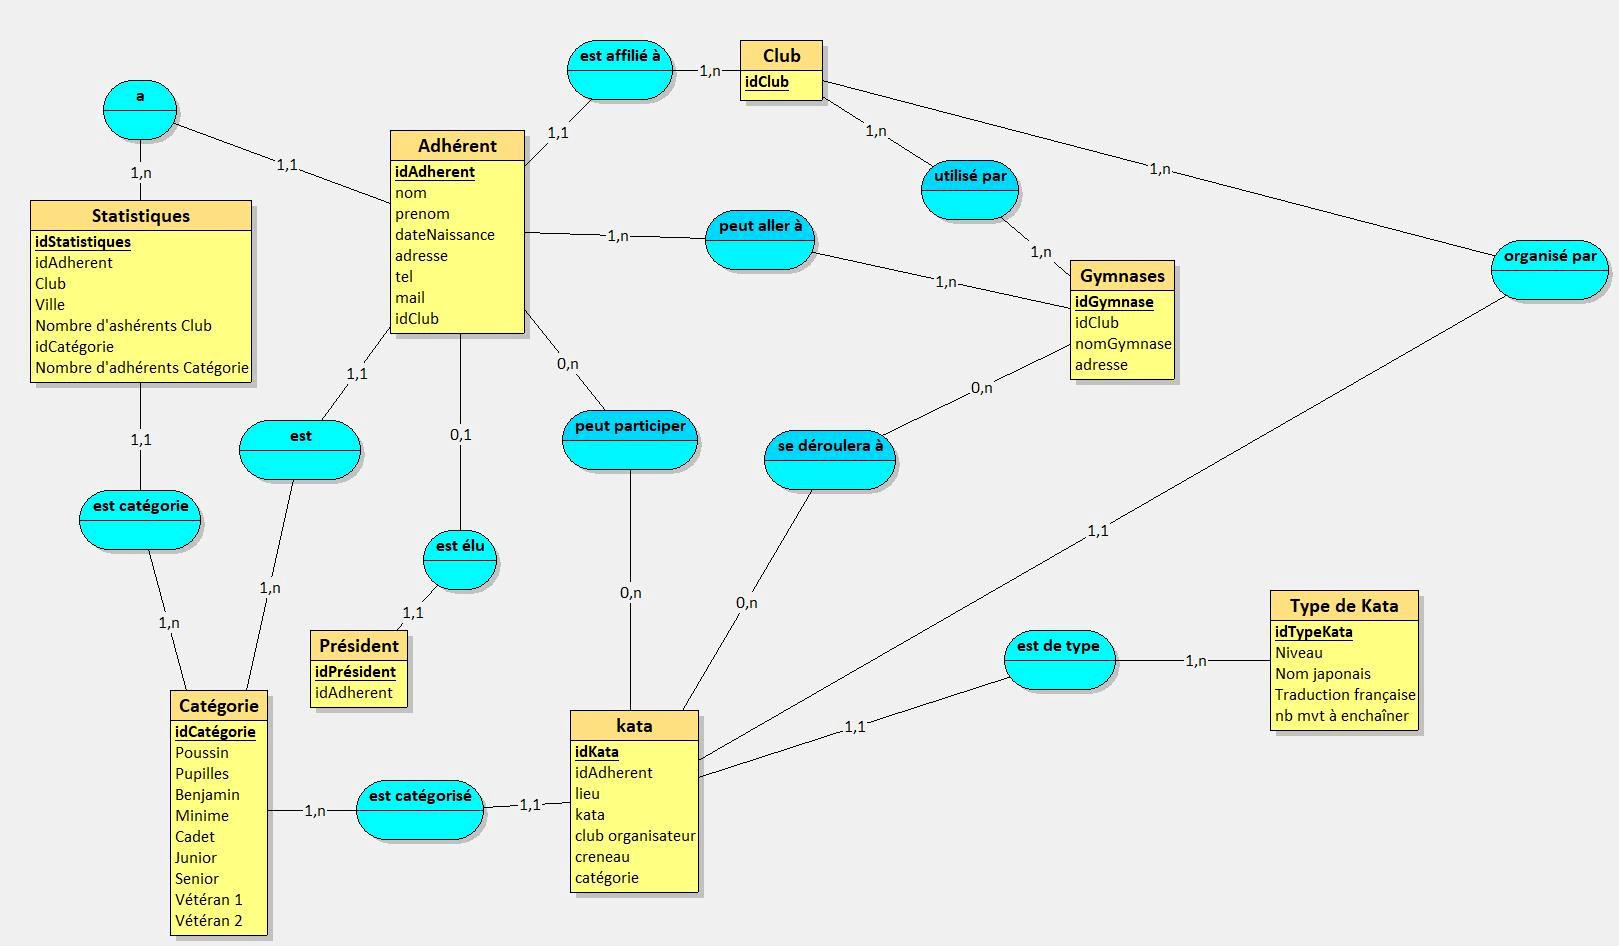 est affilié à
1,n
Club
idClub
a
1,1
1,n
1,1
Adhérent
idAdherent
nom
prenom
dateNaissance
adresse
tel
mail
idClub
1,n
1,n
utilisé par
1,n
Statistiques
idStatistiques
idAdherent
Club
Ville
Nombre d'ashérents Club
idCatégorie
Nombre d'adhérents Catégorie
1,n
peut aller à
1,n
1,n
organisé par
Gymnases
idGymnase
idClub
nomGymnase
adresse
1,1
0,n
0,n
1,1
est
0,1
peut participer
se déroulera à
est catégorie
est élu
1,1
1,n
1,n
1,1
0,n
0,n
Type de Kata
idTypeKata
Niveau
Nom japonais
Traduction française
nb mvt à enchaîner
est de type
1,n
1,1
Président
idPrésident
idAdherent
Catégorie
idCatégorie
Poussin
Pupilles
Benjamin
Minime
Cadet
Junior
Senior
Vétéran 1
Vétéran 2
1,n
est catégorisé
1,1
kata
idKata
idAdherent
lieu
kata
club organisateur
creneau
catégorie